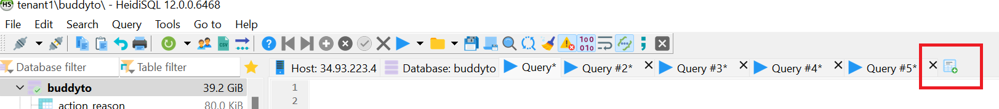 HS tenant1\buddyto\ - HeidiSQL 12.0.0.6468
File Edit Search Query Tools Go to Help
CSV ? 100 010 ;
Database filter Table filter Host: 34.93.223.4 Database: buddyto Query* Query #2* Query #3* Query #4* Query #5*
buddyto 39.2 GiB 1
action_reason 80.0 KiB 2